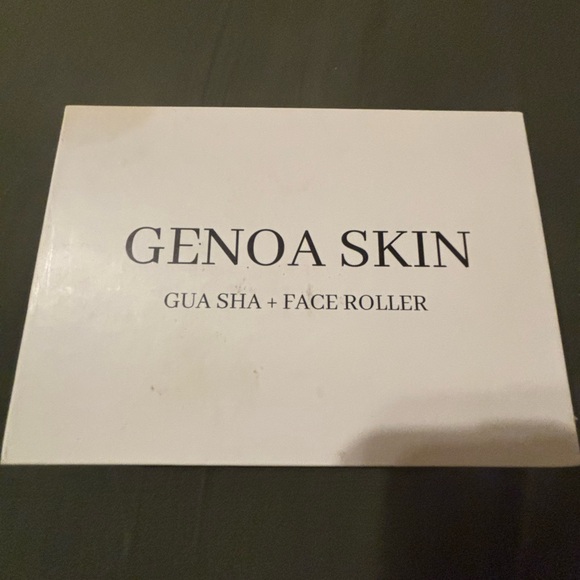 GENOA SKIN
GUA SHA + FACE ROLLER